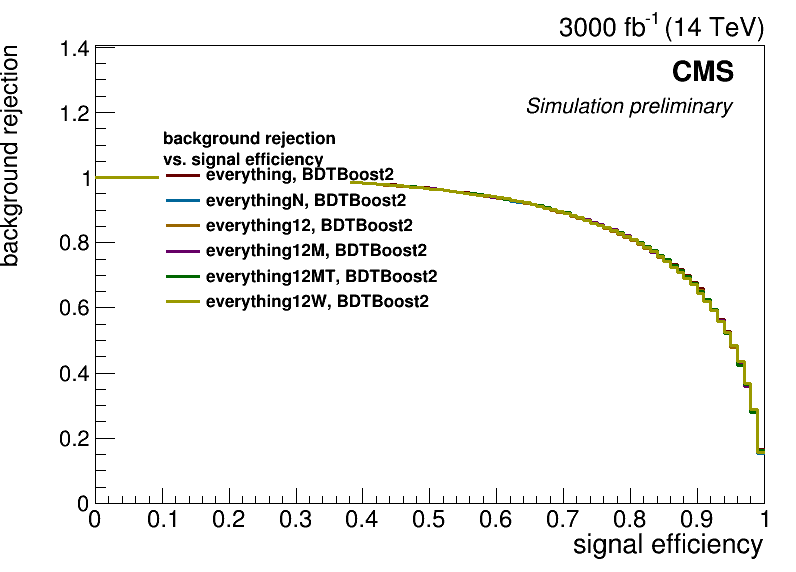 3000 fb-1 (14 TeV)
CMS
Simulation preliminary
background rejection
vs. signal efficiency
everything, BDTBoost2
everythingN, BDTBoost2
everything12, BDTBoost2
everything12M, BDTBoost2
everything12MT, BDTBoost2
everything12W, BDTBoost2
background rejection
1.4
1.2
1
0.8
0.6
0.4
0.2
0
0 0.1 0.2 0.3 0.4 0.5 0.6 0.7 0.8 0.9 1
signal efficiency